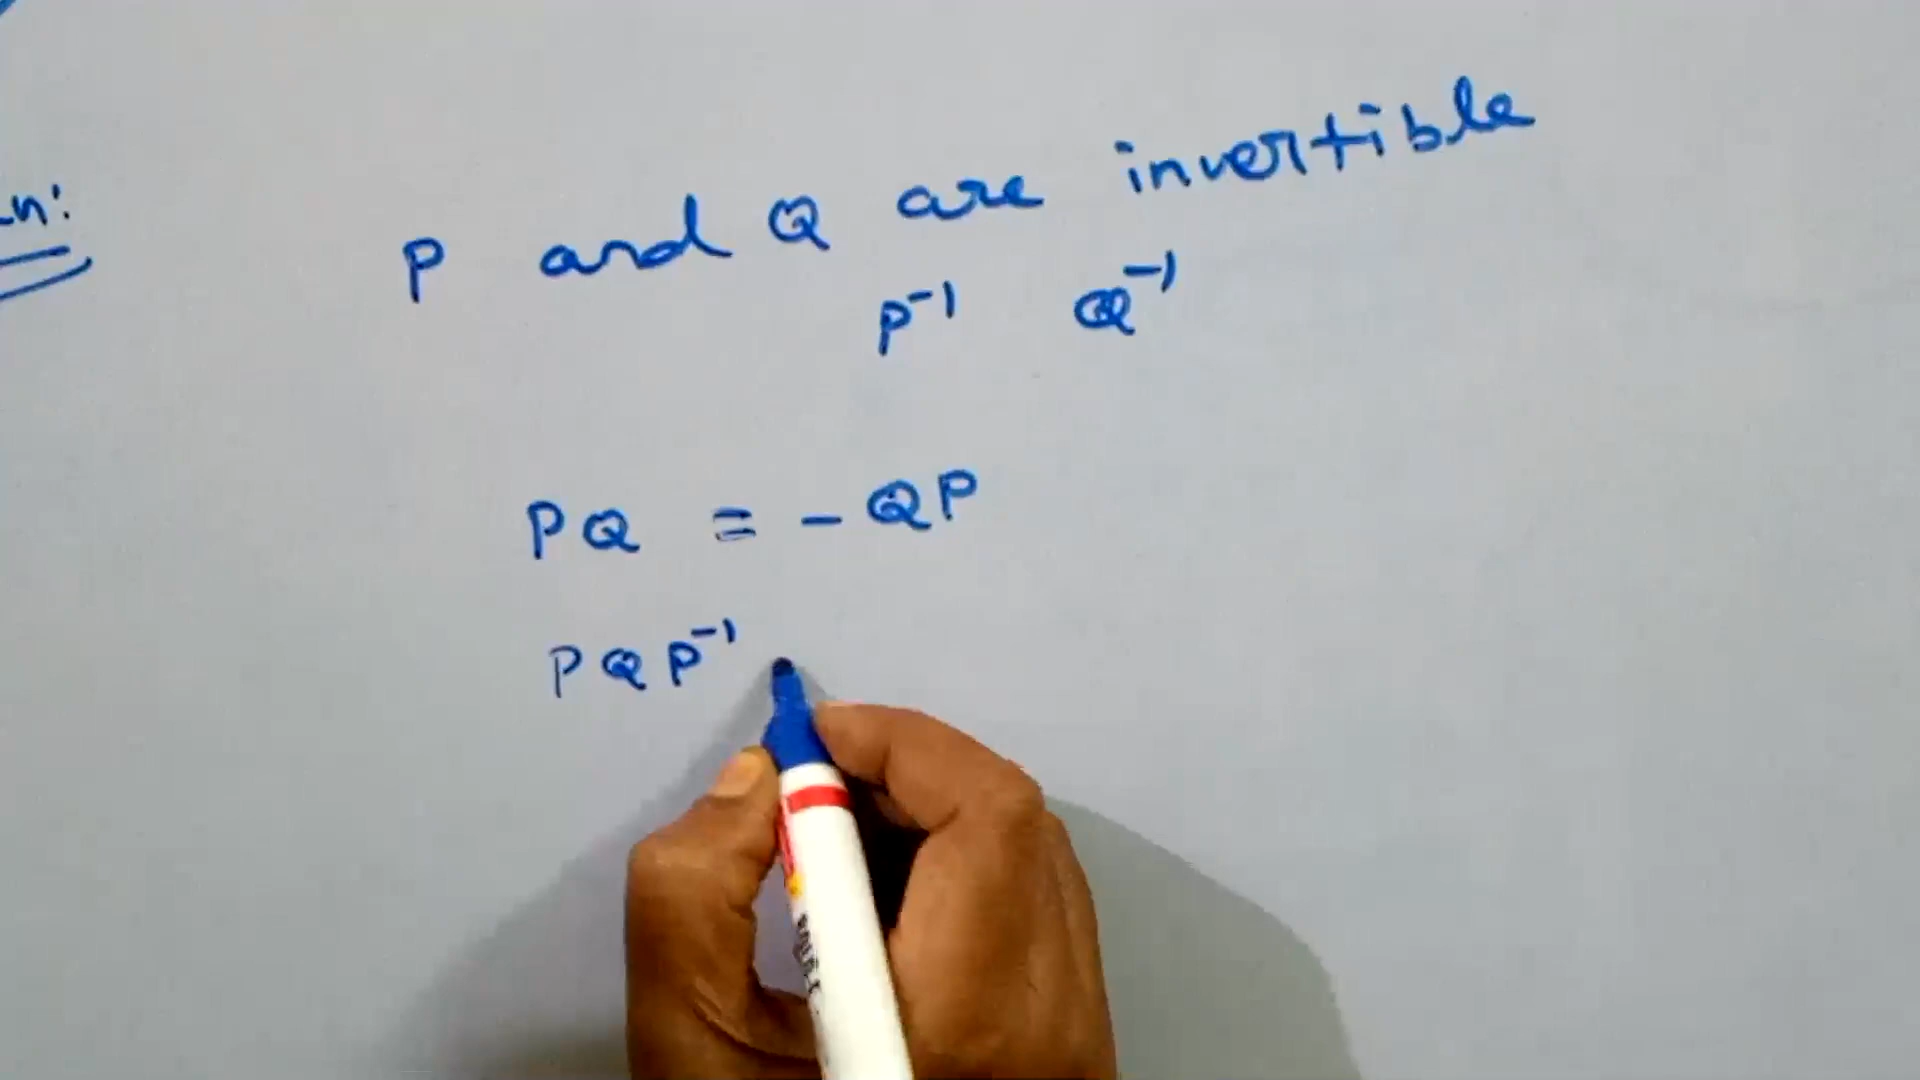 P and Q are invertible
P⁻¹ Q⁻¹
PQ = - QP
PQP⁻¹